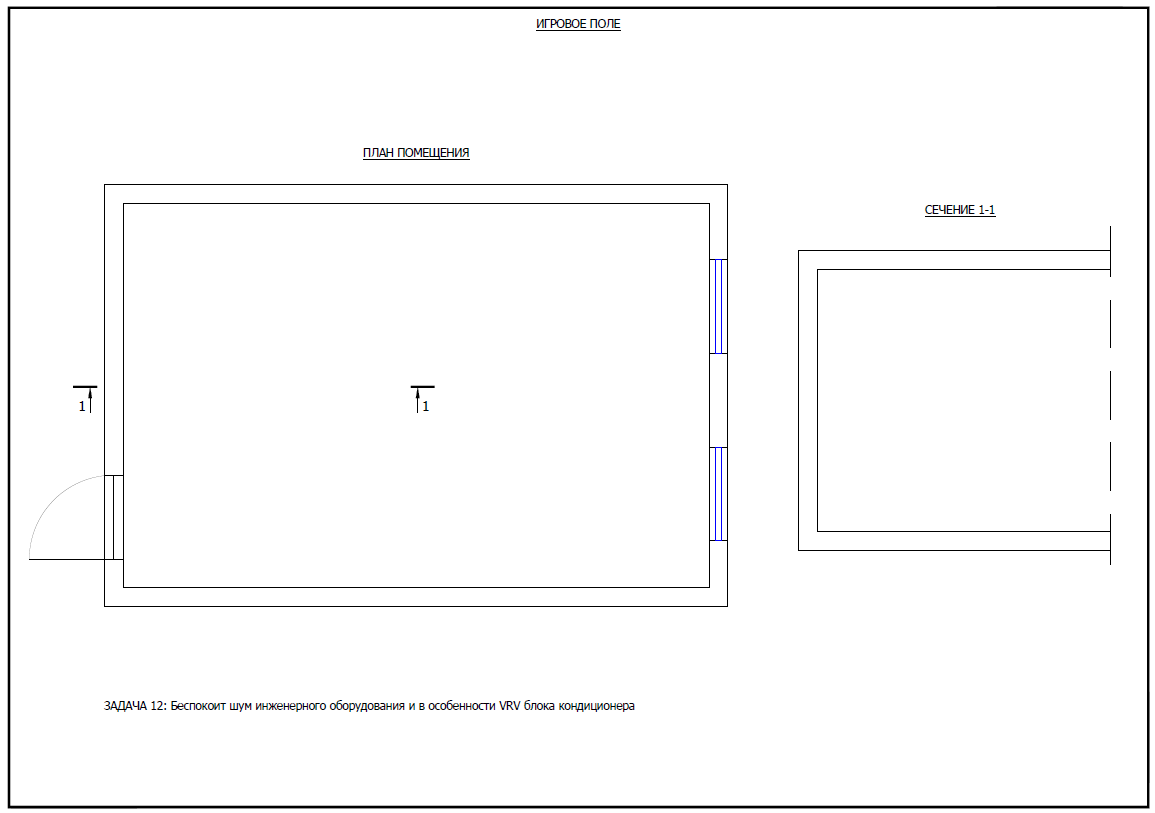 ИГРОВОЕ ПОЛЕ
ПЛАН ПОМЕЩЕНИЯ
СЕЧЕНИЕ 1-1
1
1
ЗАДАЧА 12: Беспокоит шум инженерного оборудования и в особенности VRV блока кондиционера